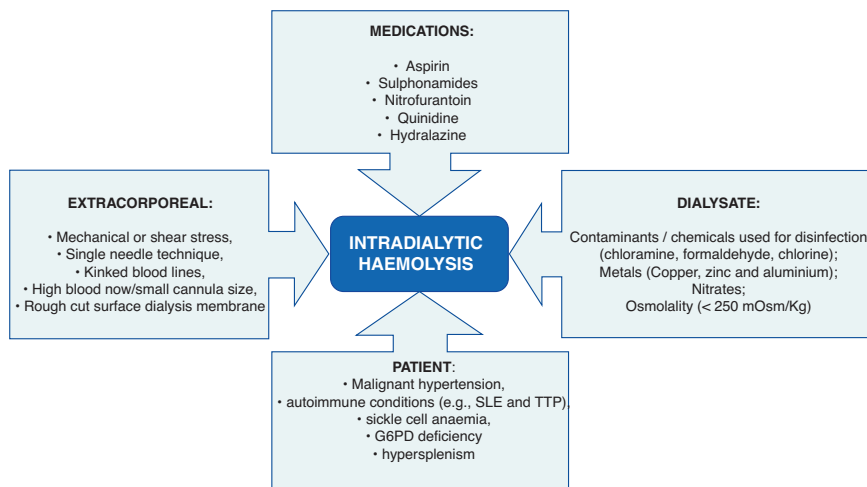 MEDICATIONS:
• Aspirin
• Sulphonamides
• Nitrofurantoin
• Quinidine
• Hydralazine
EXTRACORPOREAL:
• Mechanical or shear stress,
• Single needle technique,
• Kinked blood lines,
• High blood now/small cannula size,
• Rough cut surface dialysis membrane
INTRADIALYTIC
HAEMOLYSIS
DIALYSATE:
Contaminants / chemicals used for disinfection
(chloramine, formaldehyde, chlorine);
Metals (Copper, zinc and aluminium);
Nitrates;
Osmolality (< 250 mOsm/Kg)
PATIENT:
• Malignant hypertension,
• autoimmune conditions (e.g., SLE and TTP),
• sickle cell anaemia,
• G6PD deficiency
• hypersplenism